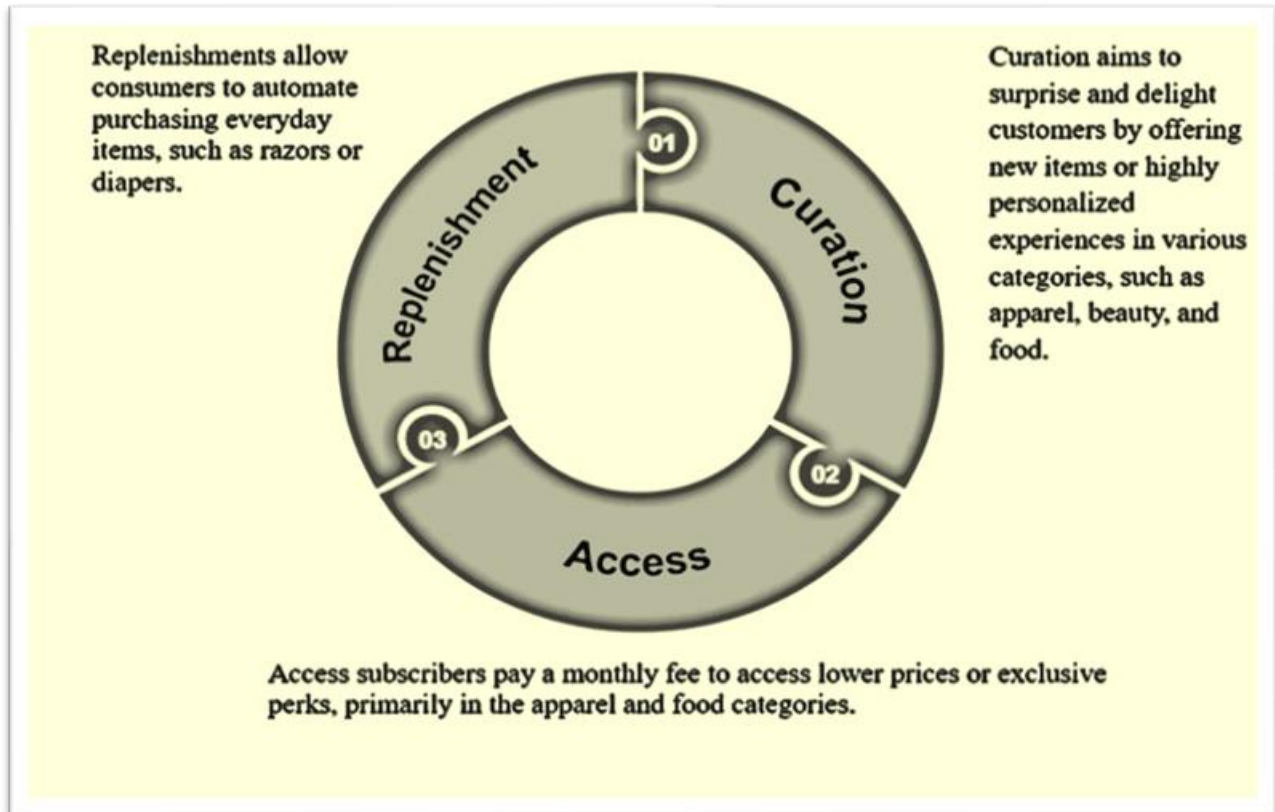 Replenishments allow
consumers to automate
purchasing everyday
items, such as razors or
diapers.
Curation aims to
surprise and delight
customers by offering
new items or highly
personalized
experiences in various
categories, such as
apparel, beauty, and
food.
01
Curation
Replenishment
03
02
Access
Access subscribers pay a monthly fee to access lower prices or exclusive
perks, primarily in the apparel and food categories.